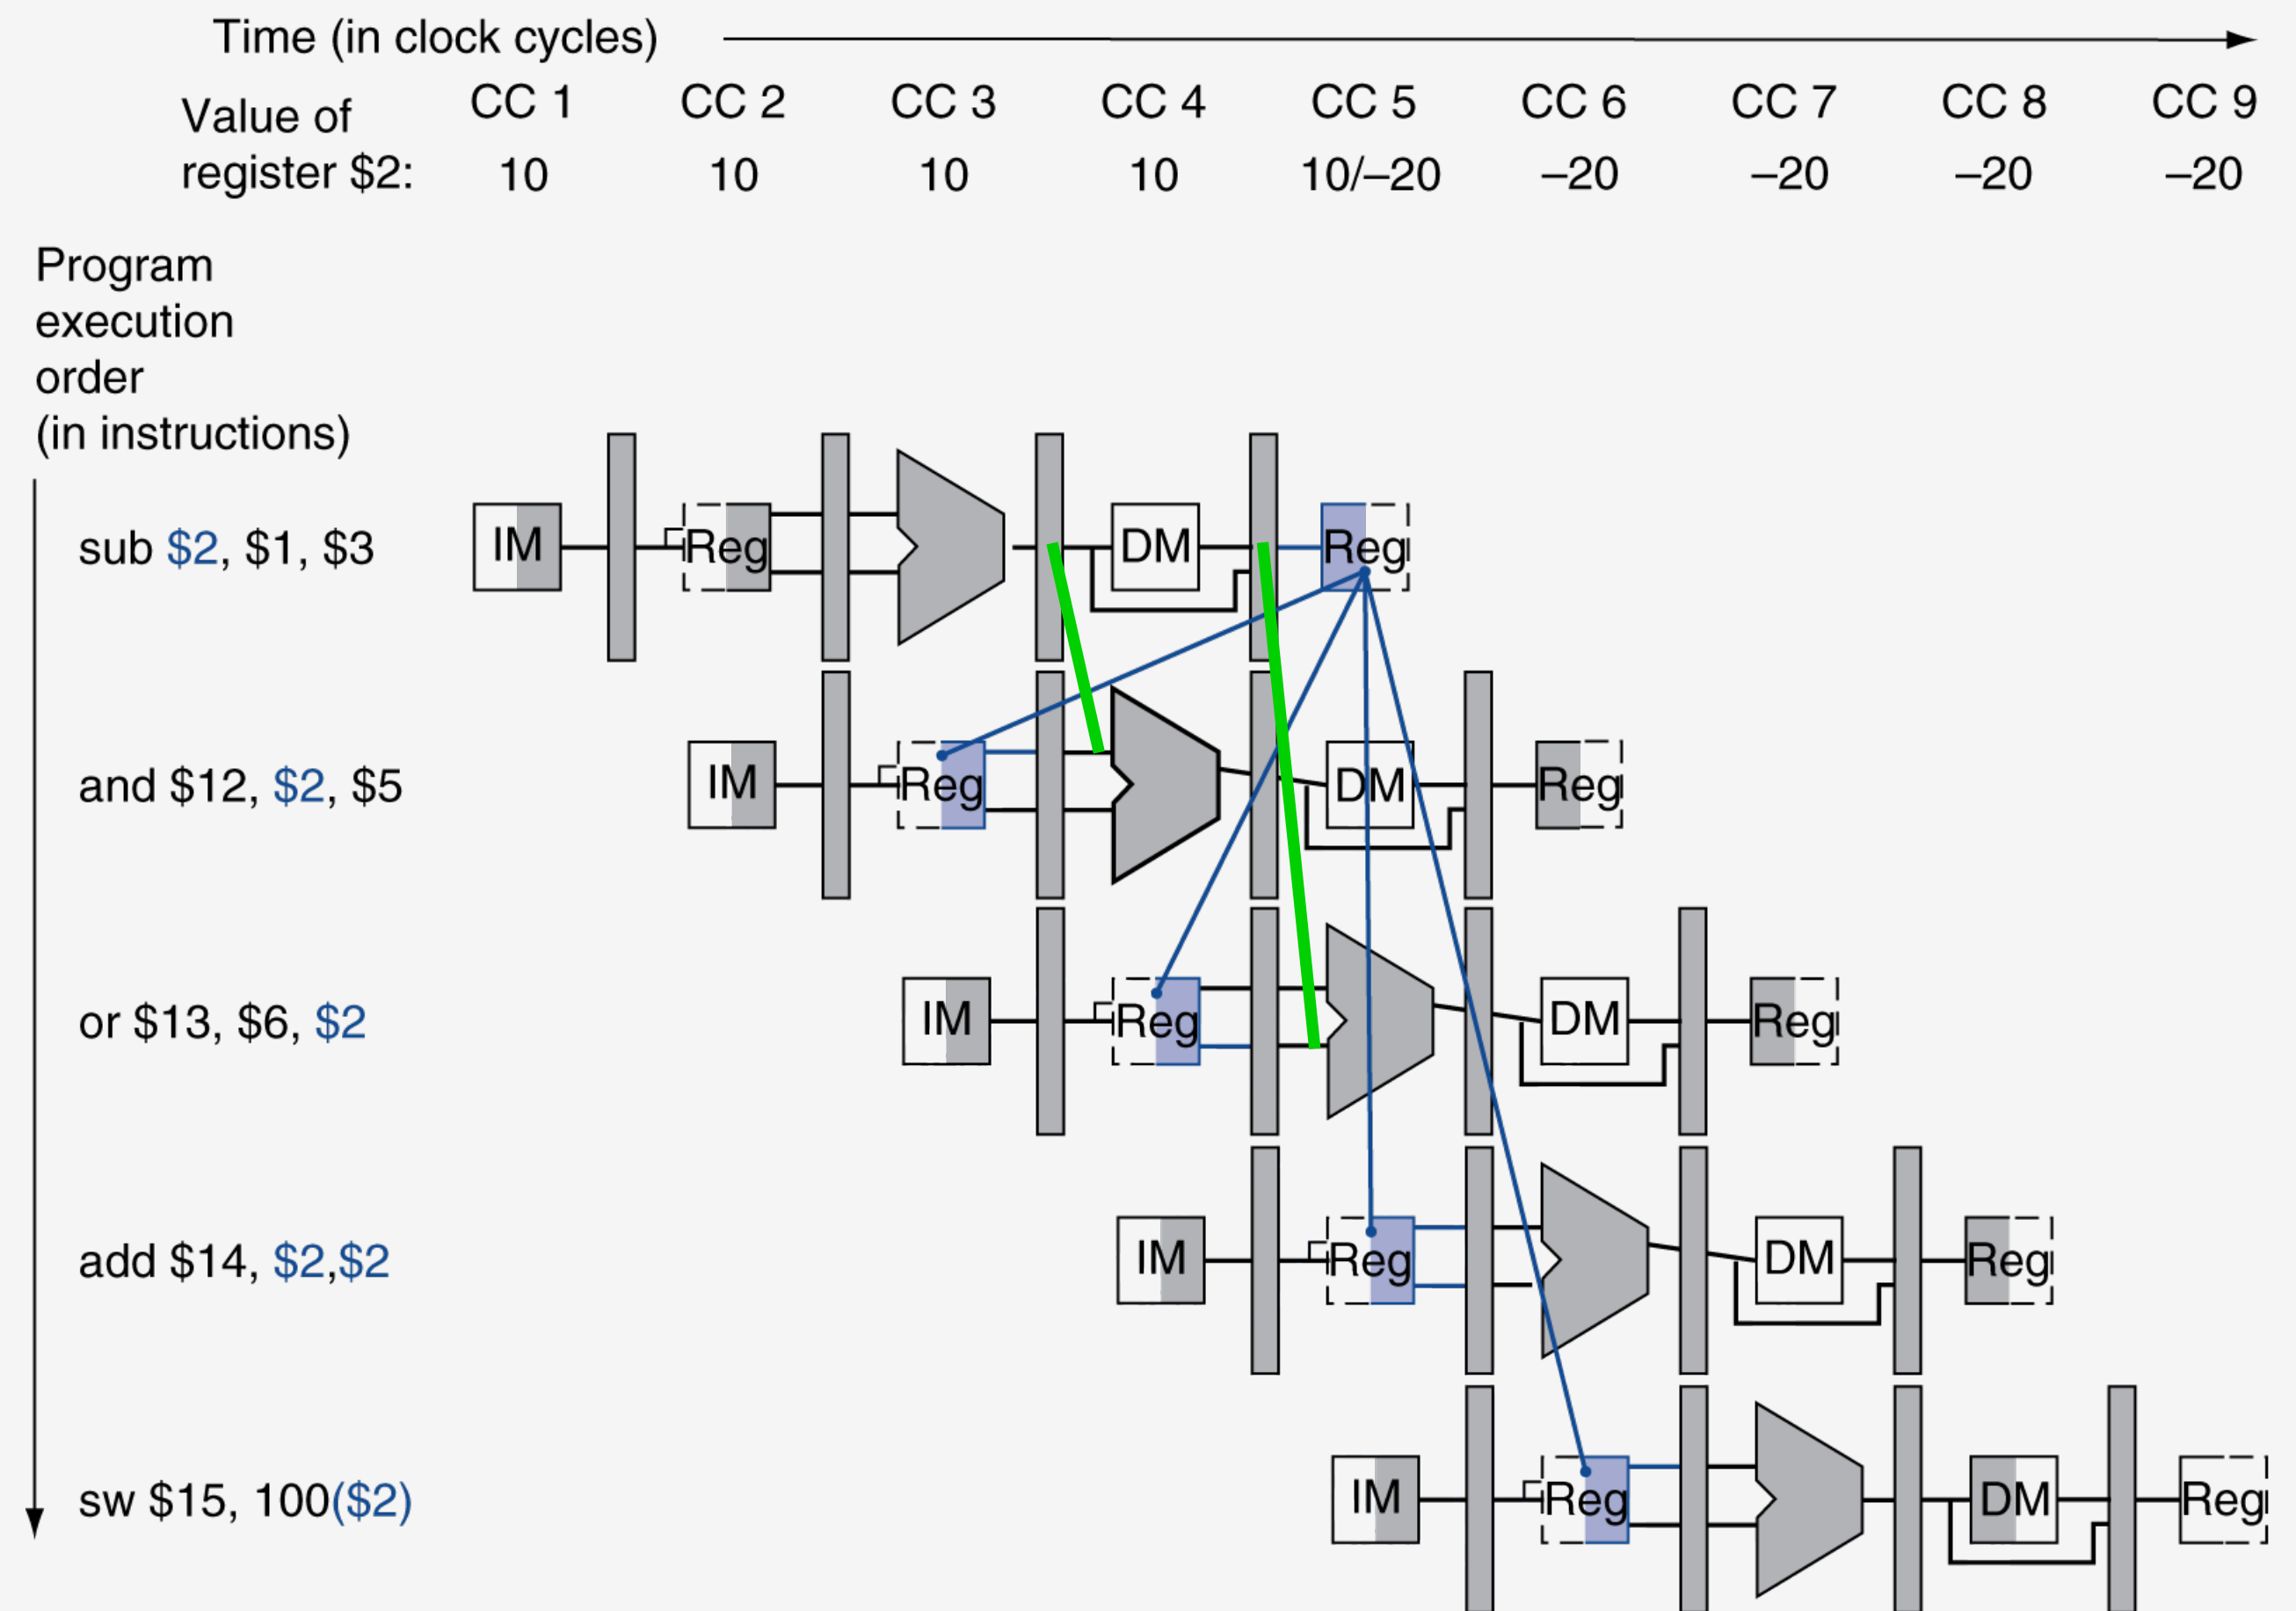 Time (in clock cycles)
CC 1 CC 2 CC 3 CC 4 CC 5 CC 6 CC 7 CC 8 CC 9
Value of
register $2: 10 10 10 10 10/–20 –20 –20 –20 –20
Program
execution
order
(in instructions)
sub $2, $1, $3 IM Reg DM Reg
and $12, $2, $5 IM Reg DM Reg
or $13, $6, $2 IM Reg DM Reg
add $14, $2,$2 IM Reg DM Reg
sw $15, 100($2) IM Reg DM Reg